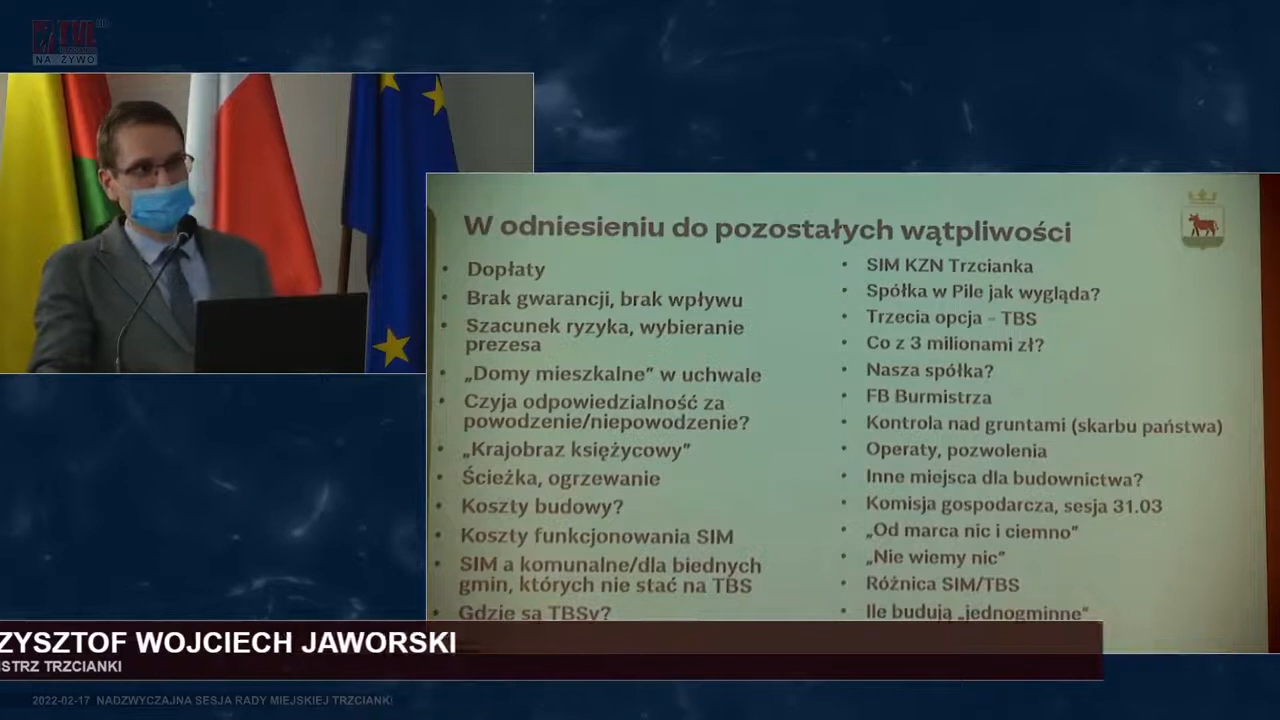 TVL
NA ŻYWO
W odniesieniu do pozostałych wątpliwości
• Dopłaty
• Brak gwarancji, brak wpływu
• Szacunek ryzyka, wybieranie
prezesa
• „Domy mieszkalne” w uchwale
• Czyja odpowiedzialność za
powodzenie/niepowodzenie?
• „Krajobraz księżycowy”
• Ścieżka, ogrzewanie
• Koszty budowy?
• Koszty funkcjonowania SIM
• SIM a komunalne/dla biednych
gmin, których nie stać na TBS
• Gdzie są TBSy?
• SIM KZN Trzcianka
• Spółka w Pile jak wygląda?
• Trzecia opcja – TBS
• Co z 3 milionami zł?
• Nasza spółka?
• FB Burmistrza
• Kontrola nad gruntami (skarbu państwa)
• Operaty, pozwolenia
• Inne miejsca dla budownictwa?
• Komisja gospodarcza, sesja 31.03
• „Od marca nic i ciemno”
• „Nie wiemy nic”
• Różnica SIM/TBS
• Ile budują „jednogminne”
ZYSZTOF WOJCIECH JAWORSKI
ISTRZ TRZCIANKI
2022-02-17 NADZWYCZAJNA SESJA RADY MIEJSKIEJ TRZCIANKI